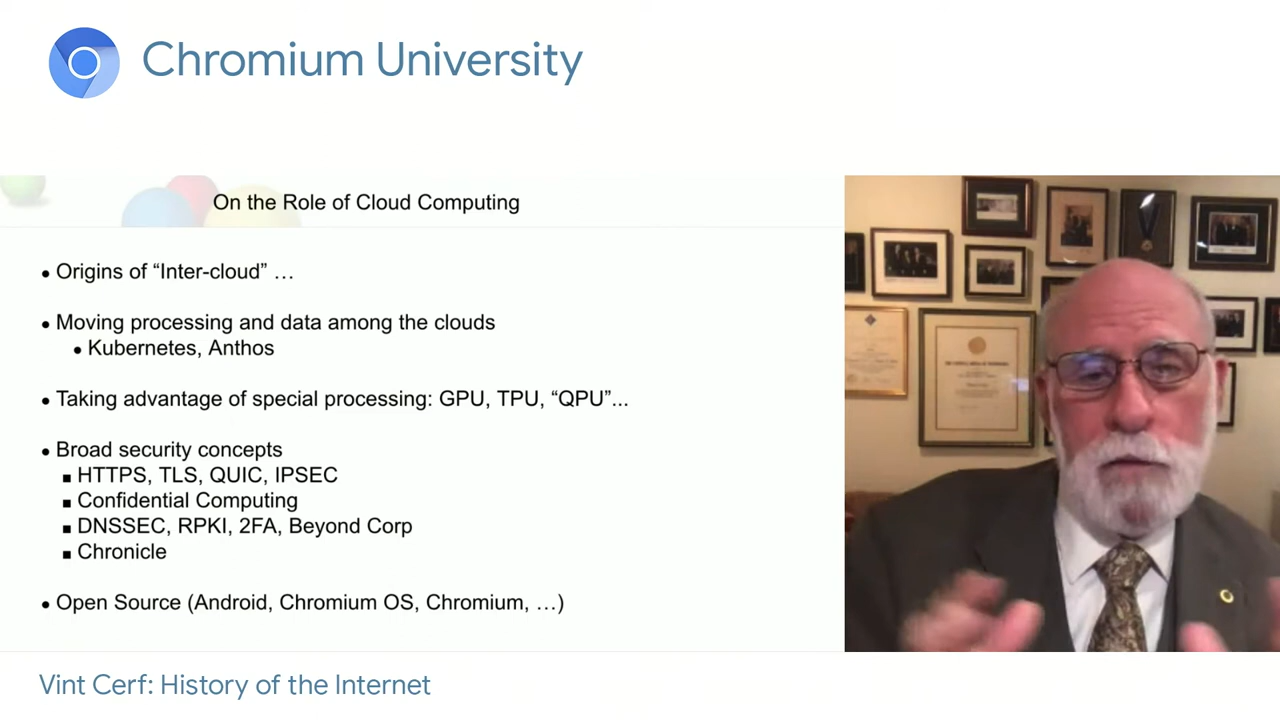 Chromium University
On the Role of Cloud Computing
● Origins of “Inter-cloud” …
● Moving processing and data among the clouds
● Kubernetes, Anthos
● Taking advantage of special processing: GPU, TPU, “QPU”...
● Broad security concepts
■ HTTPS, TLS, QUIC, IPSEC
■ Confidential Computing
■ DNSSEC, RPKI, 2FA, Beyond Corp
■ Chronicle
● Open Source (Android, Chromium OS, Chromium, …)
Vint Cerf: History of the Internet